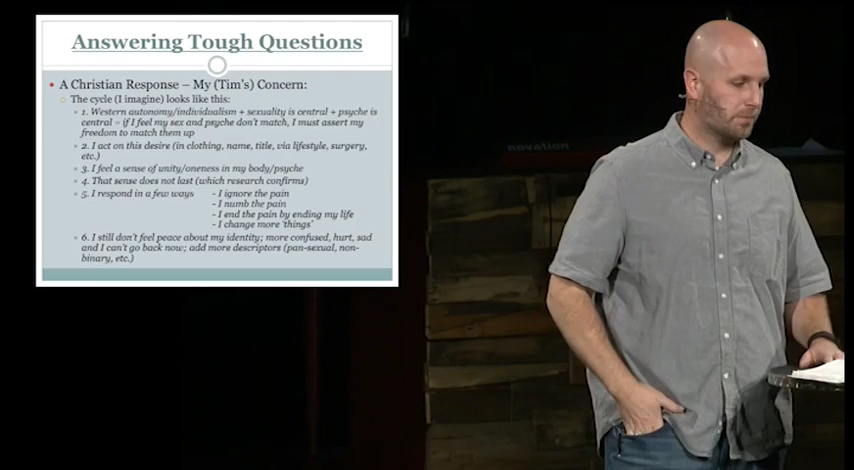 Answering Tough Questions
A Christian Response – My (Tim's) Concern:
The cycle (I imagine) looks like this:
1. Western autonomy/individualism + sexuality is central + psyche is
central = if I feel my sex and psyche don't match, I must assert my
freedom to match them up
2. I act on this desire (in clothing, name, title, via lifestyle, surgery,
etc.)
3. I feel a sense of unity/oneness in my body/psyche
4. That sense does not last (which research confirms)
5. I respond in a few ways - I ignore the pain
- I numb the pain
- I end the pain by ending my life
- I change more 'things'
6. I still don't feel peace about my identity; more confused, hurt, sad
and I can't go back now; add more descriptors (pan-sexual, non-
binary, etc.)
novation